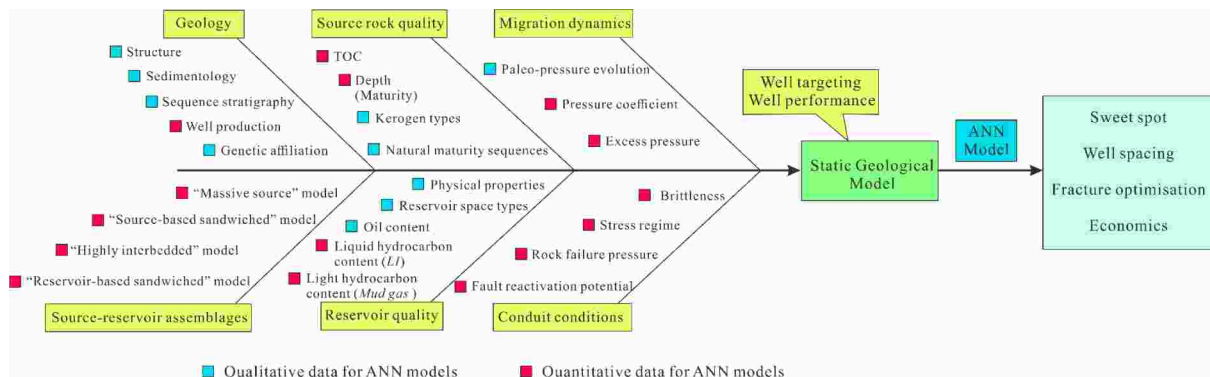 Geology
Source rock quality
Migration dynamics
Structure
Sedimentology
Sequence stratigraphy
Well production
Genetic affiliation
TOC
Depth
(Maturity)
Kerogen types
Natural maturity sequences
Paleo-pressure evolution
Pressure coefficient
Excess pressure
Well targeting
Well performance
Static Geological
Model
ANN
Model
Sweet spot
Well spacing
Fracture optimisation
Economics
"Massive source" model
"Source-based sandwiched" model
"Highly interbedded" model
"Reservoir-based sandwiched" model
Physical properties
Reservoir space types
Oil content
Liquid hydrocarbon
content (LI)
Light hydrocarbon
content (Mud gas )
Brittleness
Stress regime
Rock failure pressure
Fault reactivation potential
Source-reservoir assemblages
Reservoir quality
Conduit conditions
Qualitative data for ANN models
Quantitative data for ANN models